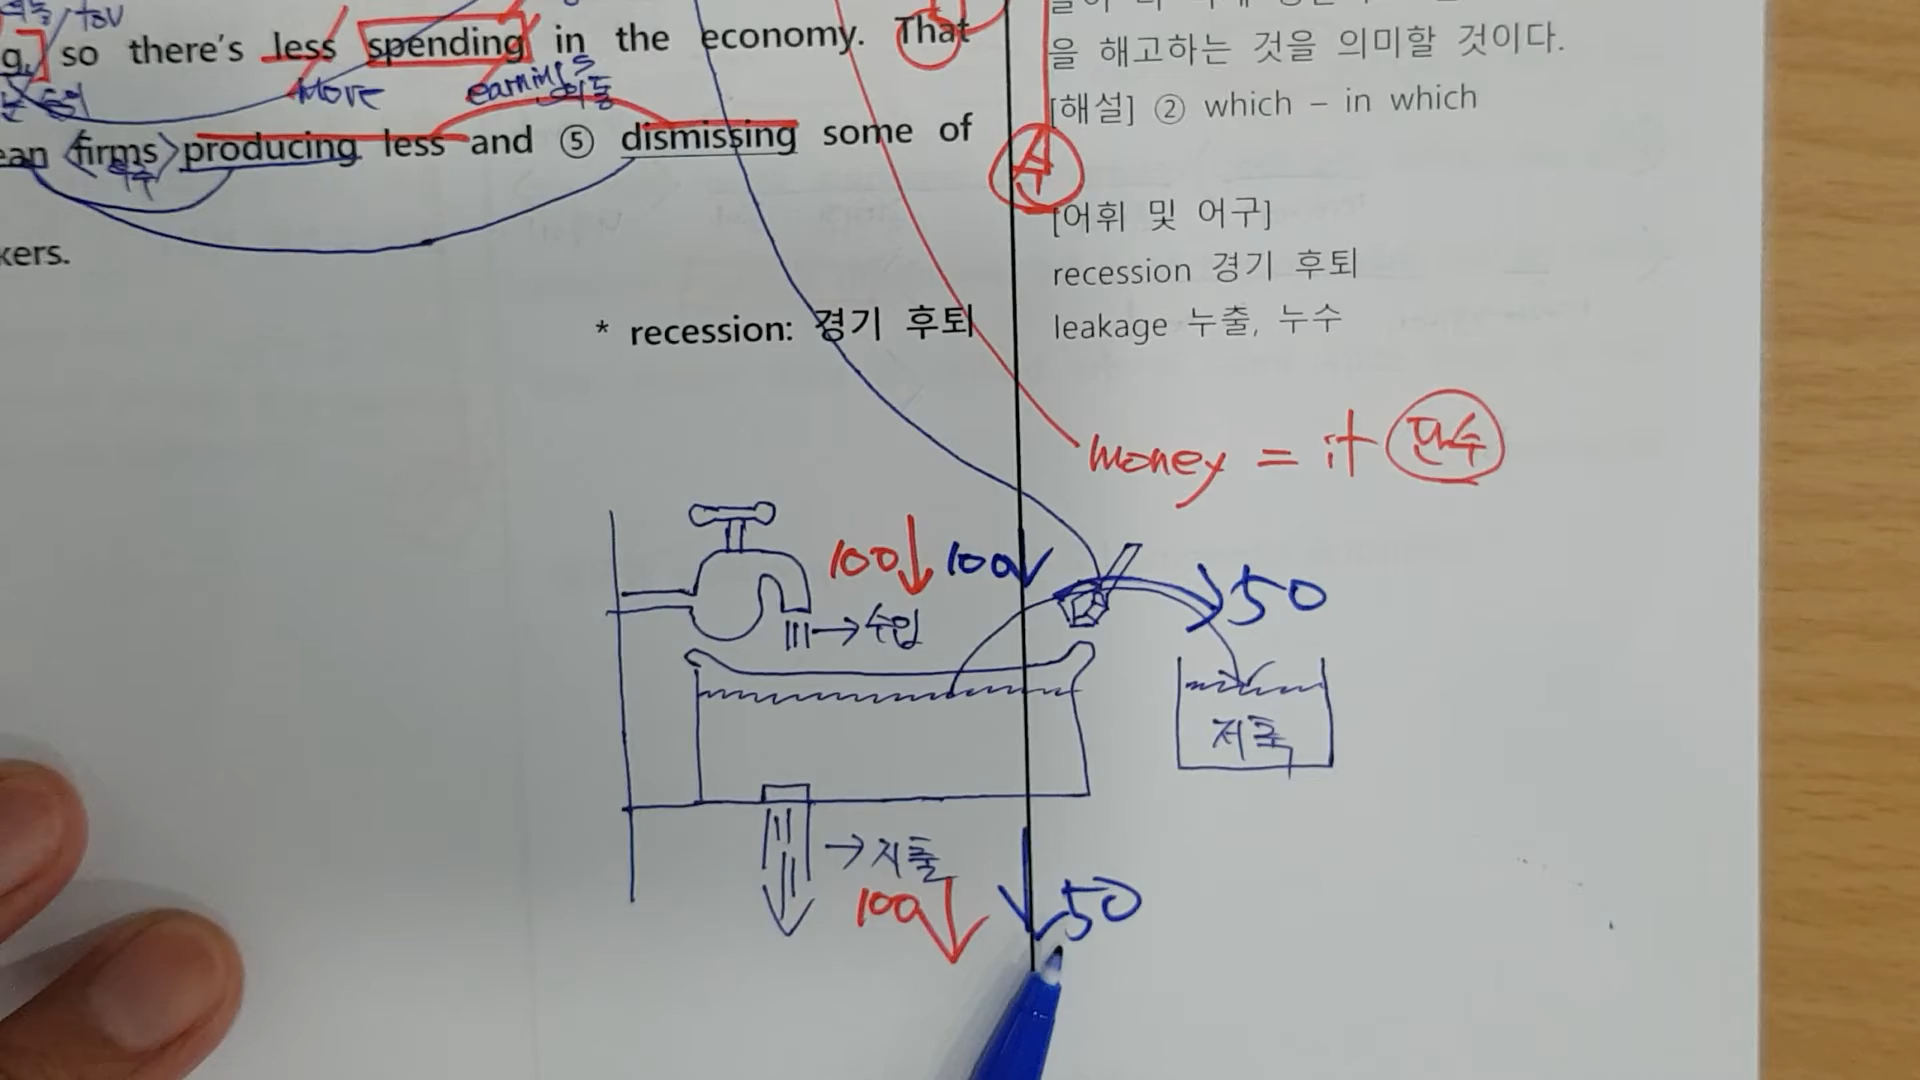 / tov
g,] so there's less spending in the economy. That
을 해고하는 것을 의미할 것이다.
Move earnings
[해설] ② which – in which
ean <firms> producing less and ⑤ dismissing some of
[어휘 및 어구]
kers.
recession 경기 후퇴
* recession: 경기 후퇴
leakage 누출, 누수
money = it 단수
100 100 50
수입
저축
지출
100 50